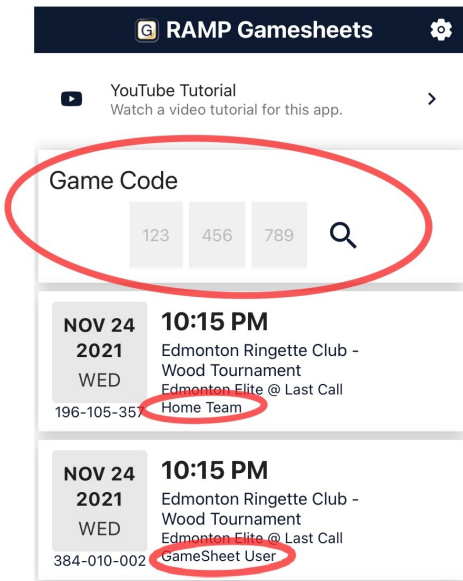 G RAMP Gamesheets
YouTube Tutorial
Watch a video tutorial for this app.
Game Code
123 456 789
NOV 24
2021
WED
196-105-357
10:15 PM
Edmonton Ringette Club -
Wood Tournament
Edmonton Elite @ Last Call
Home Team
NOV 24
2021
WED
384-010-002
10:15 PM
Edmonton Ringette Club -
Wood Tournament
Edmonton Elite @ Last Call
GameSheet User